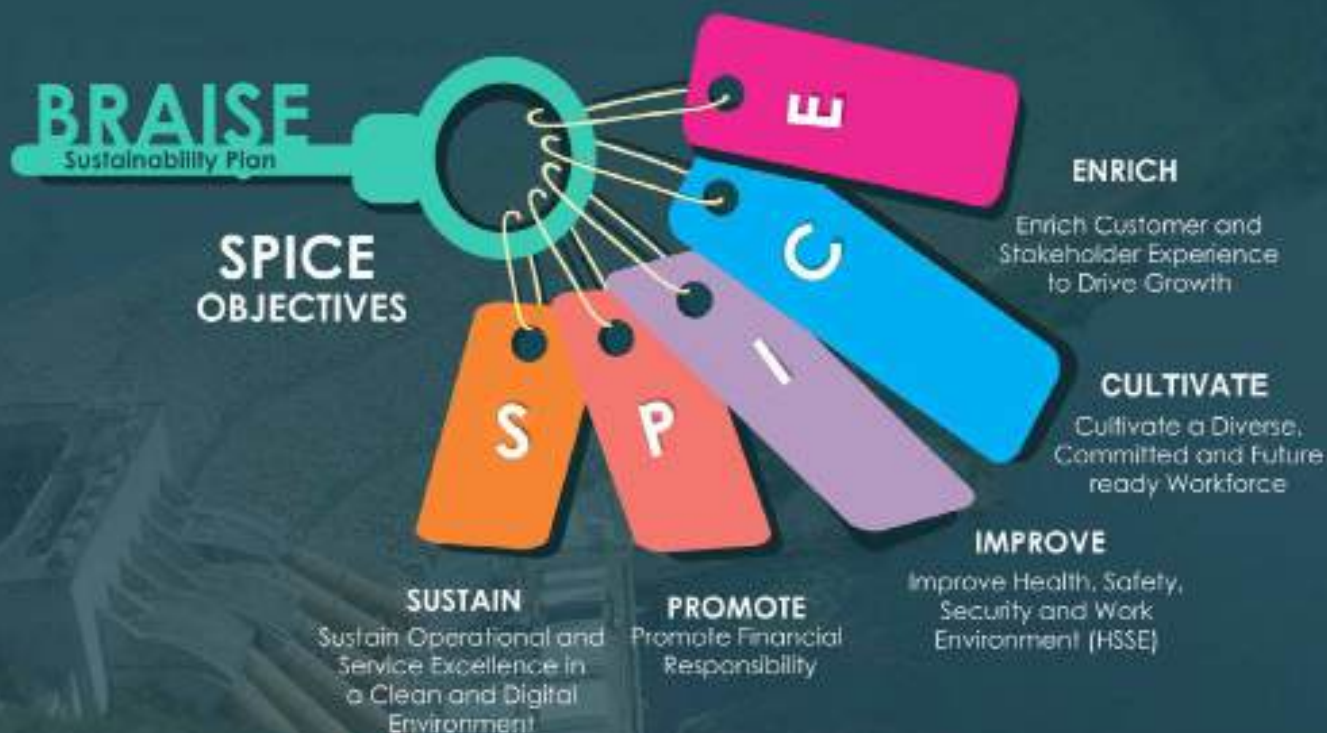 BRAISE
Sustainability Plan
SPICE
OBJECTIVES
S
P
I
C
E
SUSTAIN
Sustain Operational and
Service Excellence in
a Clean and Digital
Environment
PROMOTE
Promote Financial
Responsibility
IMPROVE
Improve Health, Safety,
Security and Work
Environment (HSSE)
CULTIVATE
Cultivate a Diverse,
Committed and Future
ready Workforce
ENRICH
Enrich Customer and
Stakeholder Experience
to Drive Growth